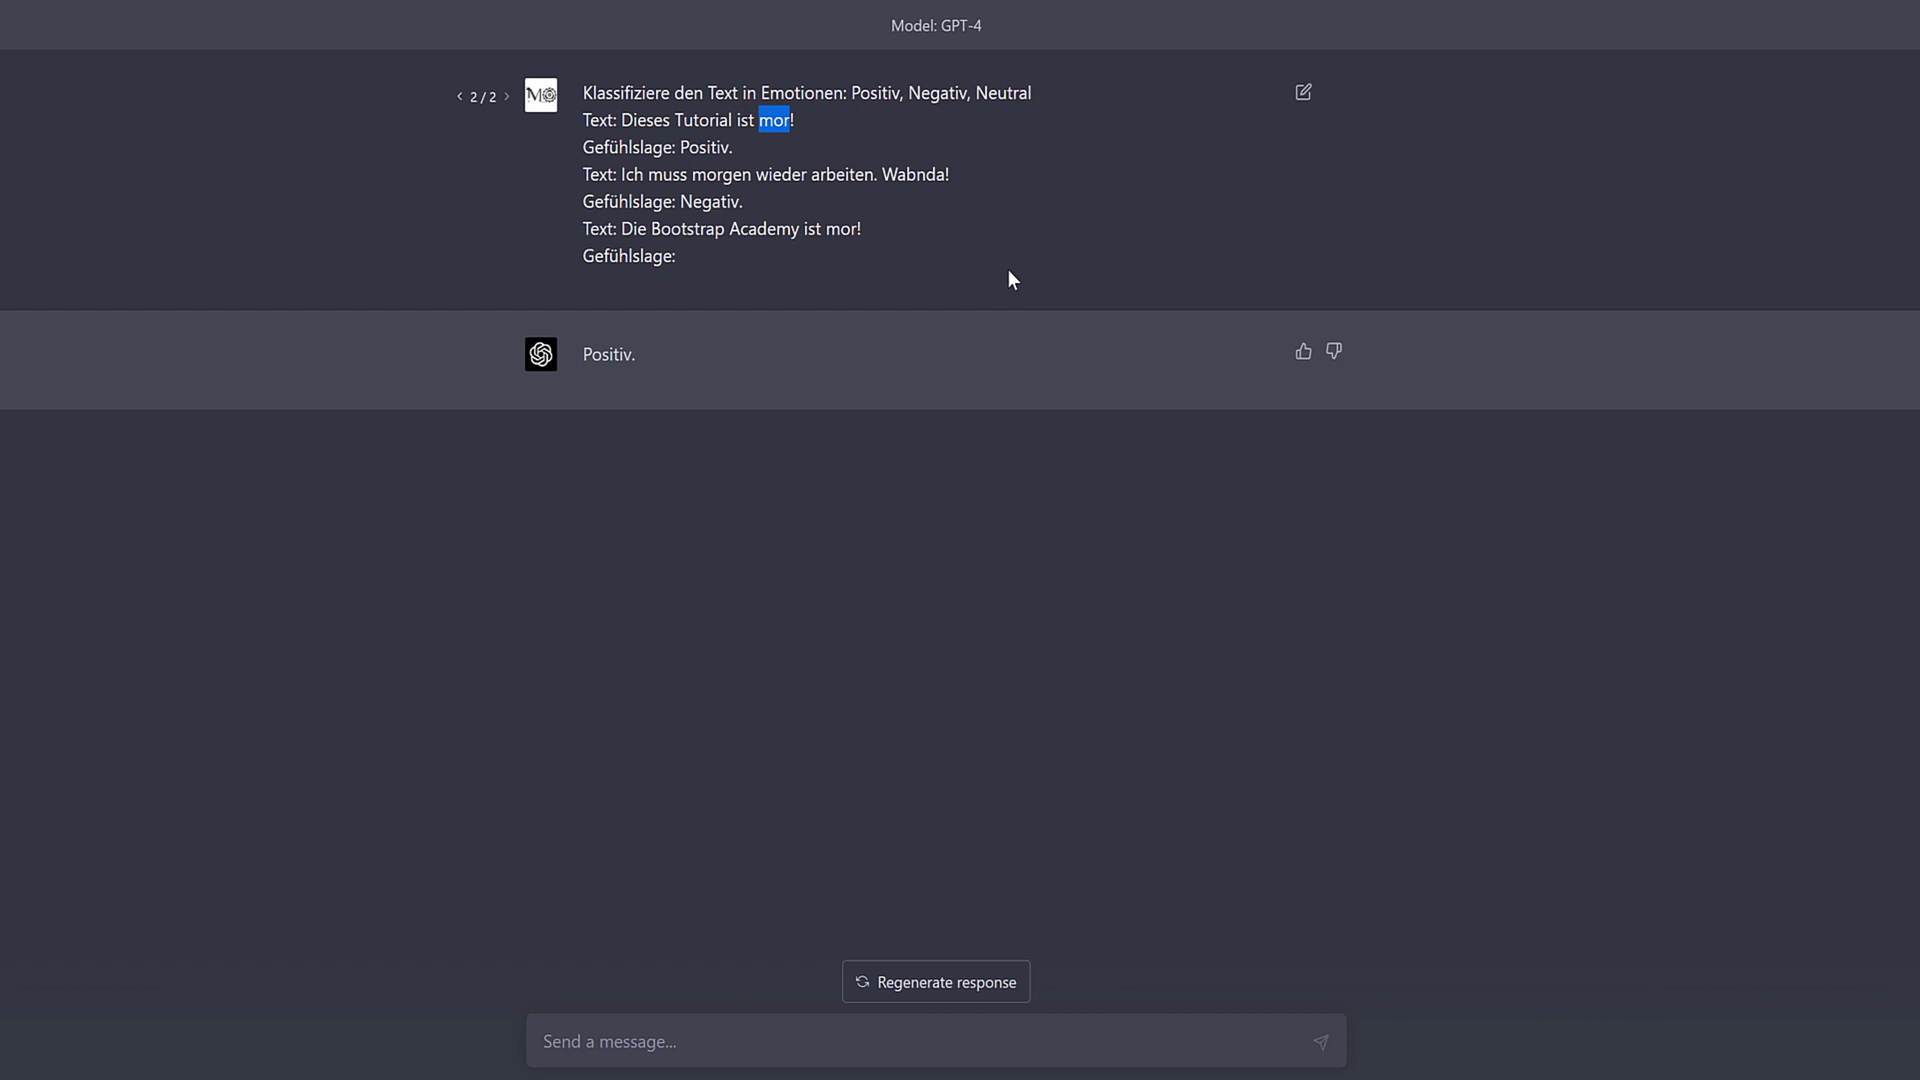 Model: GPT-4
< 2 / 2 >
MO
Klassifiziere den Text in Emotionen: Positiv, Negativ, Neutral
Text: Dieses Tutorial ist mor!
Gefühlslage: Positiv.
Text: Ich muss morgen wieder arbeiten. Wabnda!
Gefühlslage: Negativ.
Text: Die Bootstrap Academy ist mor!
Gefühlslage:
Positiv.
Regenerate response
Send a message...